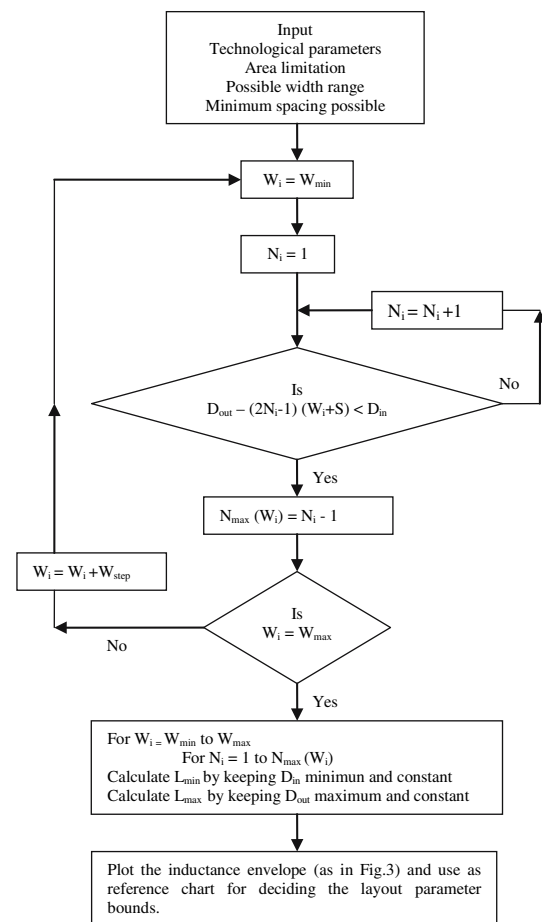 Input
Technological parameters
Area limitation
Possible width range
Minimum spacing possible
Wᵢ = Wₘᵢₙ
Nᵢ = 1
Nᵢ = Nᵢ +1
Is
Dₒᵤₜ – (2Nᵢ-1) (Wᵢ+S) < Dᵢₙ
No
Yes
Nₘₐₓ (Wᵢ) = Nᵢ - 1
Wᵢ = Wᵢ +Wₛₜₑₚ
Is
Wᵢ = Wₘₐₓ
No
Yes
For Wᵢ ₌ Wₘᵢₙ to Wₘₐₓ
For Nᵢ = 1 to Nₘₐₓ (Wᵢ)
Calculate Lₘᵢₙ by keeping Dᵢₙ minimun and constant
Calculate Lₘₐₓ by keeping Dₒᵤₜ maximum and constant
Plot the inductance envelope (as in Fig.3) and use as
reference chart for deciding the layout parameter
bounds.